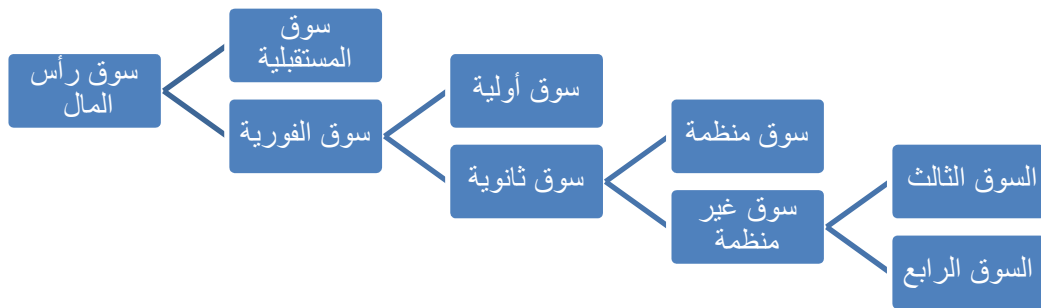 سوق رأس
المال
سوق
المستقبلية
سوق الفورية
سوق أولية
سوق ثانوية
سوق منظمة
سوق غير
منظمة
السوق الثالث
السوق الرابع